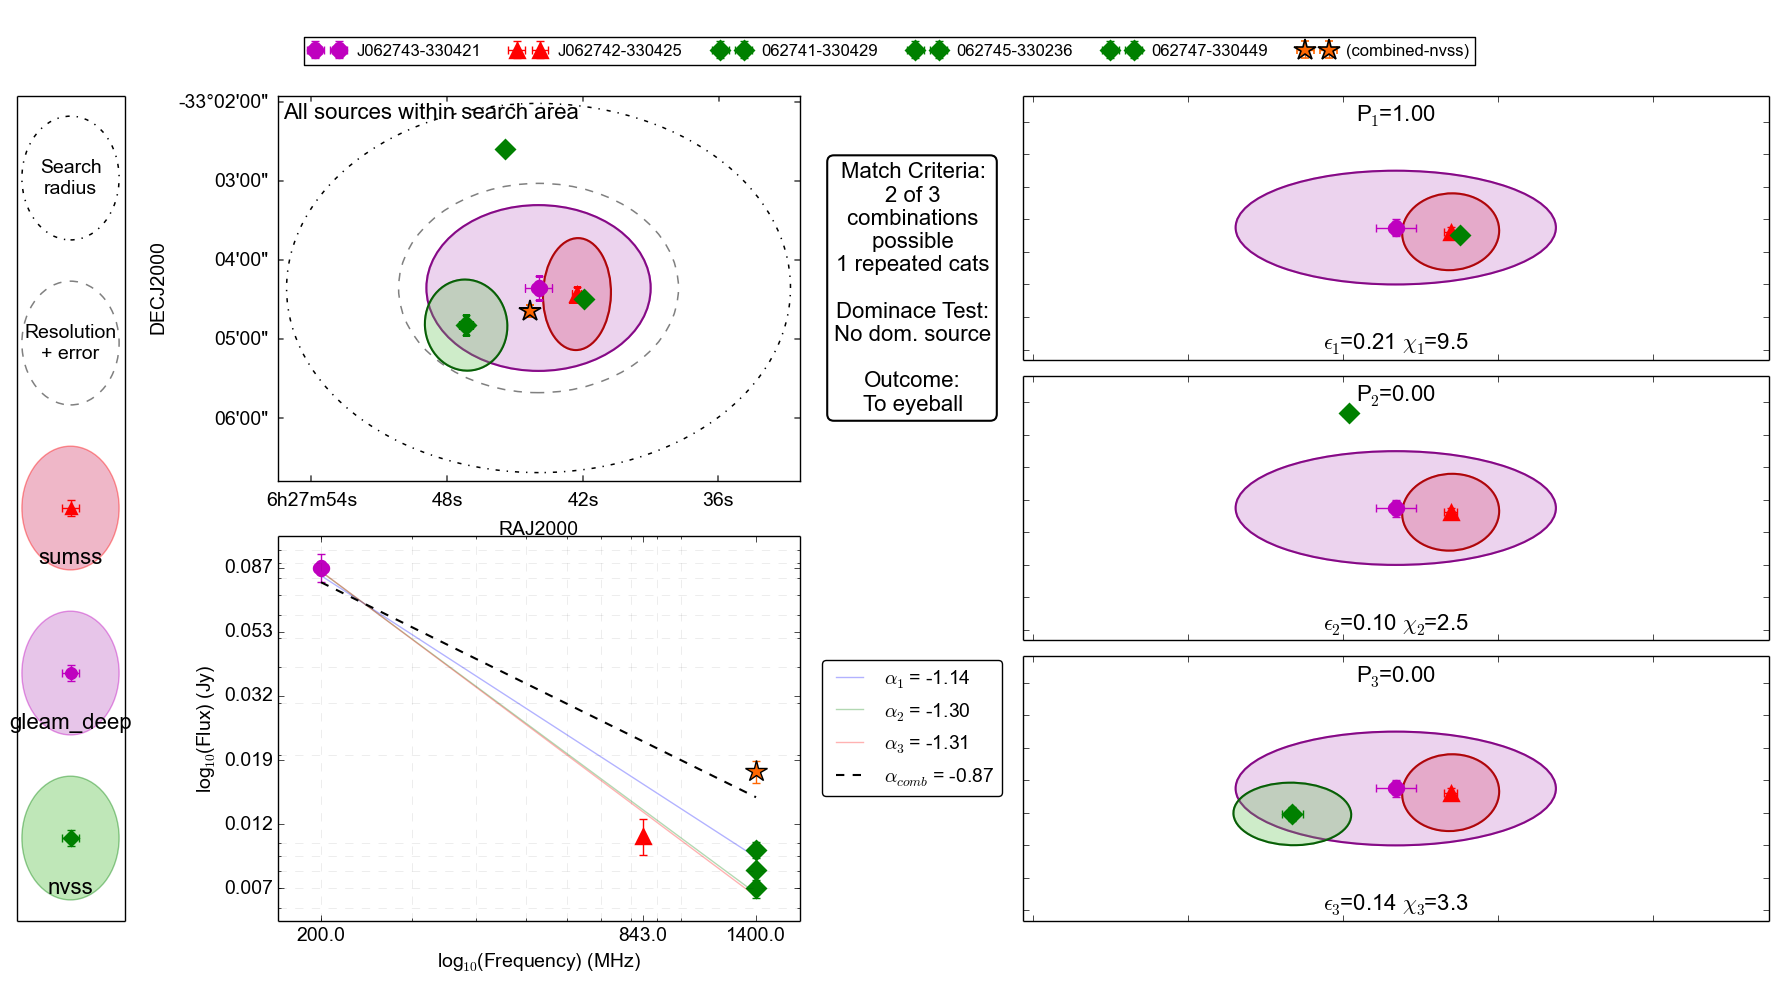 J062743-330421 J062742-330425 062741-330429 062745-330236 062747-330449 (combined-nvss)
Search
radius
Resolution
+ error
sumss
gleam_deep
nvss
All sources within search area
-33°02'00"
03'00"
04'00"
05'00"
06'00"
DECJ2000
6h27m54s 48s 42s 36s
RAJ2000
Match Criteria:
2 of 3
combinations
possible
1 repeated cats
Dominace Test:
No dom. source
Outcome:
To eyeball
0.087
0.053
0.032
0.019
0.012
0.007
log₁₀(Flux) (Jy)
200.0 843.0 1400.0
log₁₀(Frequency) (MHz)
α₁ = -1.14
α₂ = -1.30
α₃ = -1.31
α_comb = -0.87
P₁=1.00
ϵ₁=0.21 χ₁=9.5
P₂=0.00
ϵ₂=0.10 χ₂=2.5
P₃=0.00
ϵ₃=0.14 χ₃=3.3